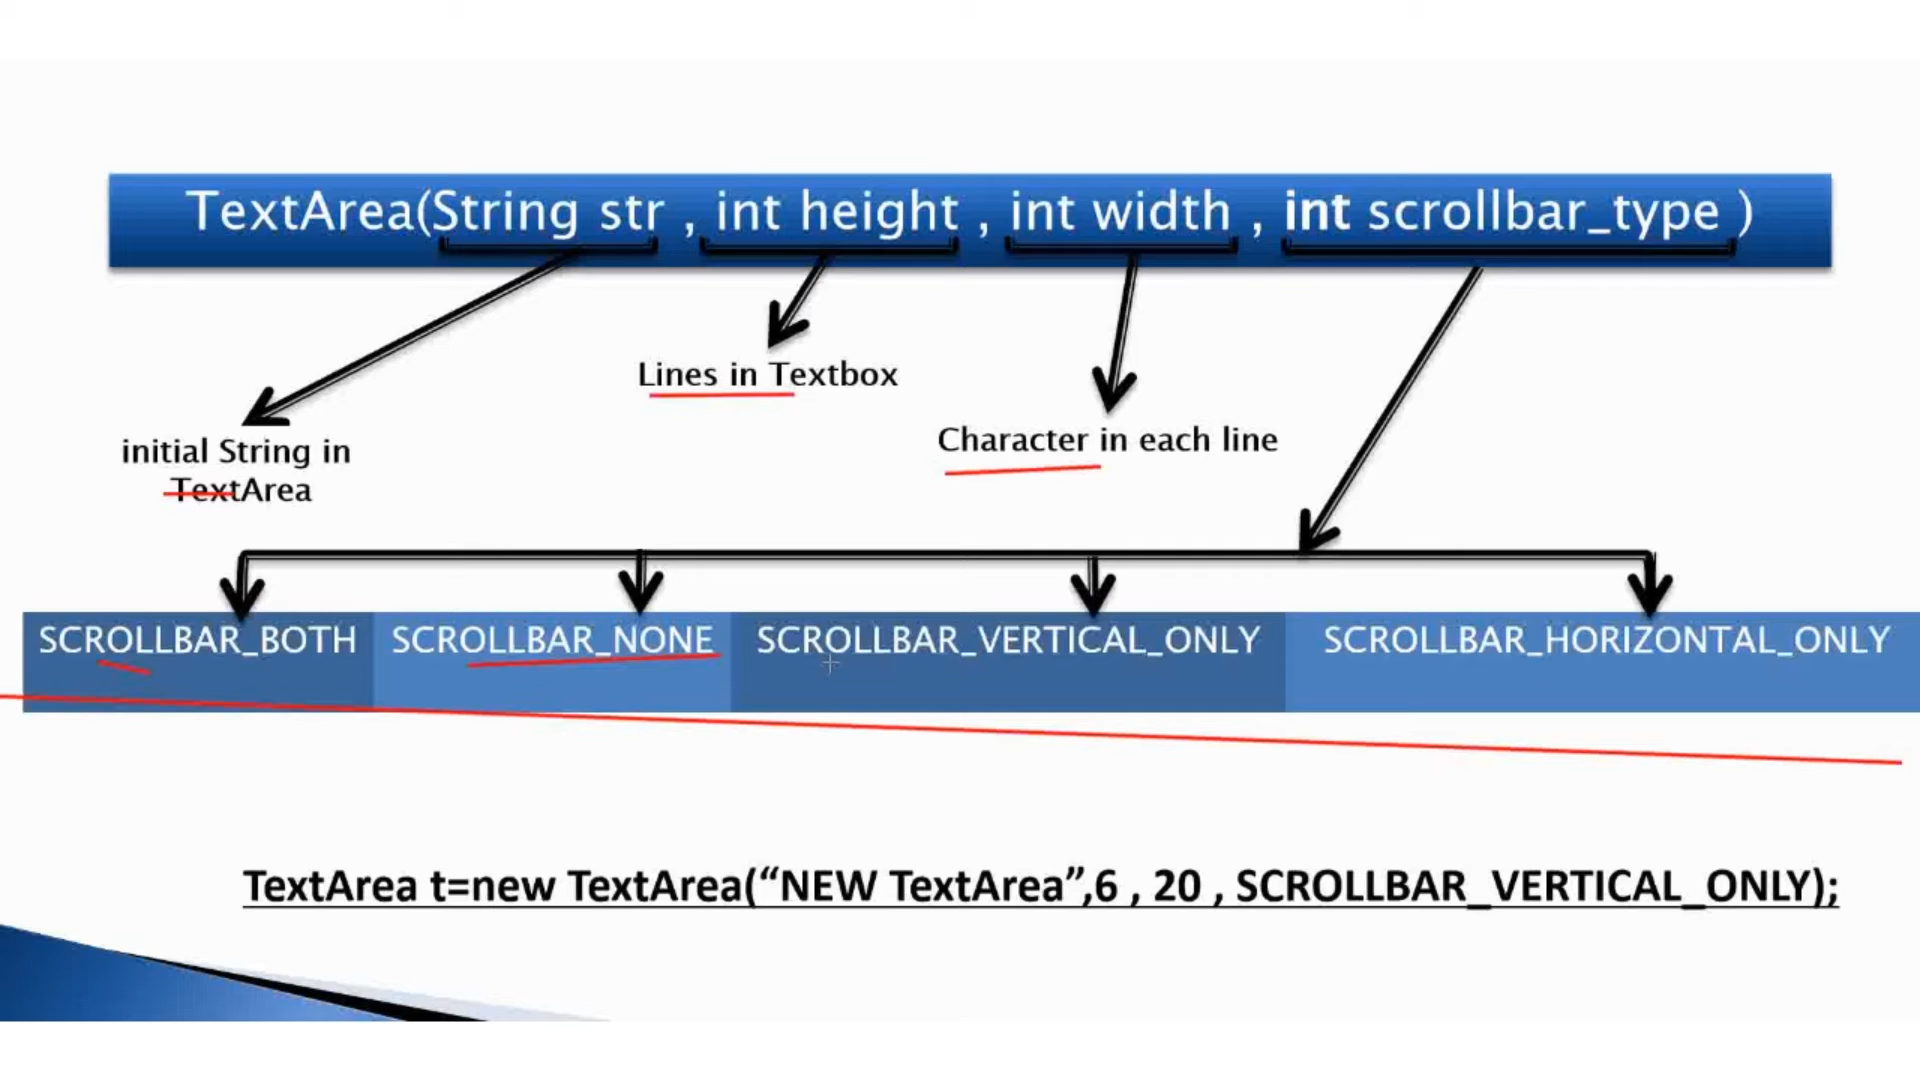 TextArea(String str , int height , int width , int scrollbar_type )
Lines in Textbox
Character in each line
initial String in
TextArea
SCROLLBAR_BOTH
SCROLLBAR_NONE
SCROLLBAR_VERTICAL_ONLY
SCROLLBAR_HORIZONTAL_ONLY
TextArea t=new TextArea(“NEW TextArea”,6 , 20 , SCROLLBAR_VERTICAL_ONLY);